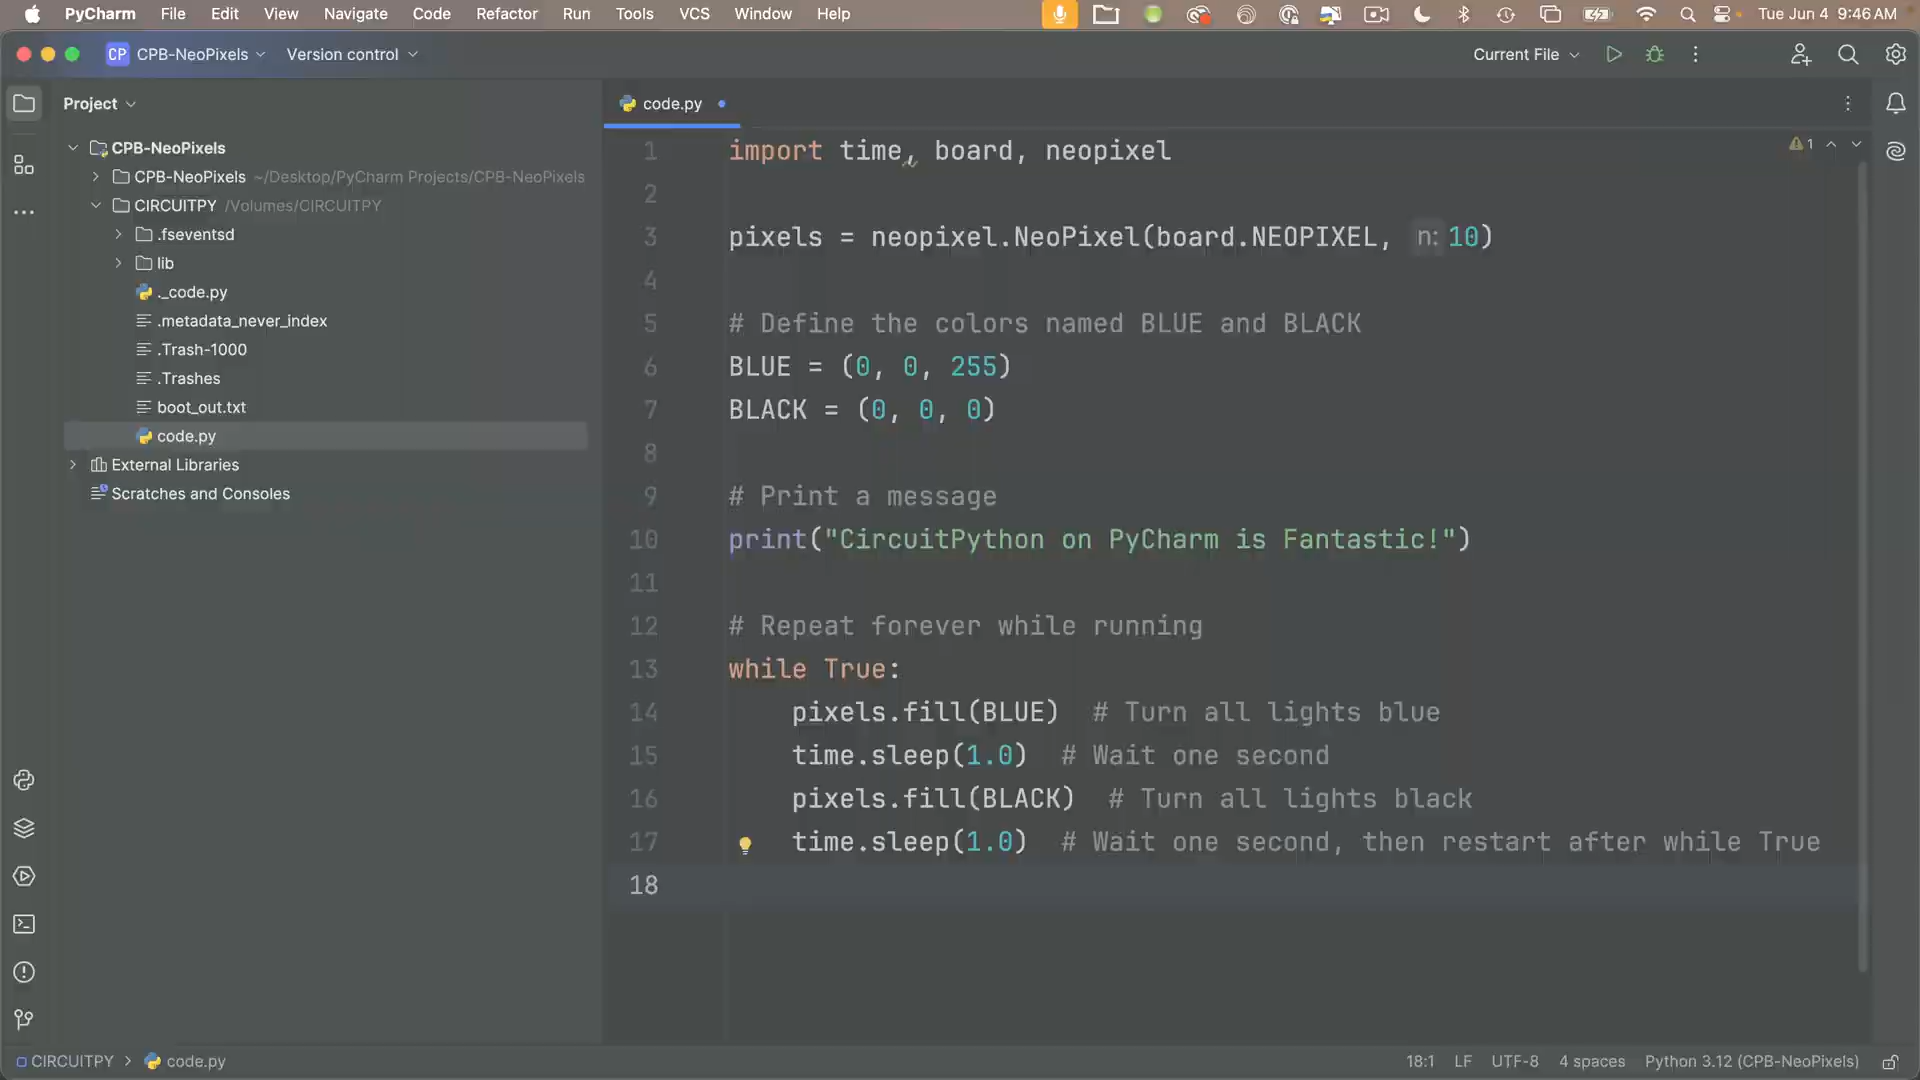 PyCharm File Edit View Navigate Code Refactor Run Tools VCS Window Help Tue Jun 4 9:46 AM
CP CPB-NeoPixels Version control Current File
Project
code.py
CPB-NeoPixels
CPB-NeoPixels ~/Desktop/PyCharm Projects/CPB-NeoPixels
CIRCUITPY /Volumes/CIRCUITPY
.fseventsd
lib
._code.py
.metadata_never_index
.Trash-1000
.Trashes
boot_out.txt
code.py
External Libraries
Scratches and Consoles
1 import time, board, neopixel
2
3 pixels = neopixel.NeoPixel(board.NEOPIXEL, n: 10)
4
5 # Define the colors named BLUE and BLACK
6 BLUE = (0, 0, 255)
7 BLACK = (0, 0, 0)
8
9 # Print a message
10 print("CircuitPython on PyCharm is Fantastic!")
11
12 # Repeat forever while running
13 while True:
14 pixels.fill(BLUE) # Turn all lights blue
15 time.sleep(1.0) # Wait one second
16 pixels.fill(BLACK) # Turn all lights black
17 time.sleep(1.0) # Wait one second, then restart after while True
18
1
CIRCUITPY > code.py 18:1 LF UTF-8 4 spaces Python 3.12 (CPB-NeoPixels)